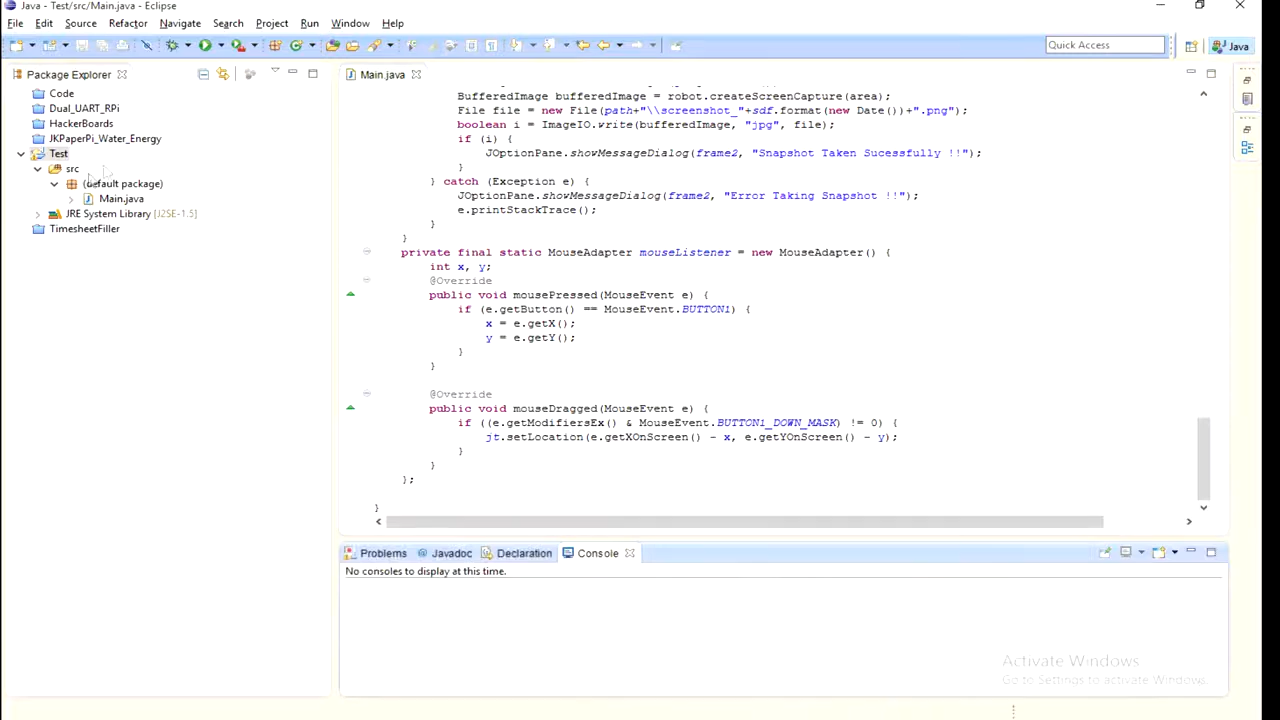 Java - Test/src/Main.java - Eclipse
File Edit Source Refactor Navigate Search Project Run Window Help
Quick Access
Java
Package Explorer
Code
Dual_UART_RPi
HackerBoards
JKPaperPi_Water_Energy
Test
src
(default package)
Main.java
JRE System Library [J2SE-1.5]
TimesheetFiller
Main.java
BufferedImage bufferedImage = robot.createScreenCapture(area);
File file = new File(path+"\\screenshot_"+sdf.format(new Date())+".png");
boolean i = ImageIO.write(bufferedImage, "jpg", file);
if (i) {
JOptionPane.showMessageDialog(frame2, "Snapshot Taken Sucessfully !!");
}
} catch (Exception e) {
JOptionPane.showMessageDialog(frame2, "Error Taking Snapshot !!");
e.printStackTrace();
}
}
private final static MouseAdapter mouseListener = new MouseAdapter() {
int x, y;
@Override
public void mousePressed(MouseEvent e) {
if (e.getButton() == MouseEvent.BUTTON1) {
x = e.getX();
y = e.getY();
}
}
@Override
public void mouseDragged(MouseEvent e) {
if ((e.getModifiersEx() & MouseEvent.BUTTON1_DOWN_MASK) != 0) {
jt.setLocation(e.getXOnScreen() - x, e.getYOnScreen() - y);
}
}
};
}
Problems @ Javadoc Declaration Console
No consoles to display at this time.
Activate Windows
Go to Settings to activate Windows.